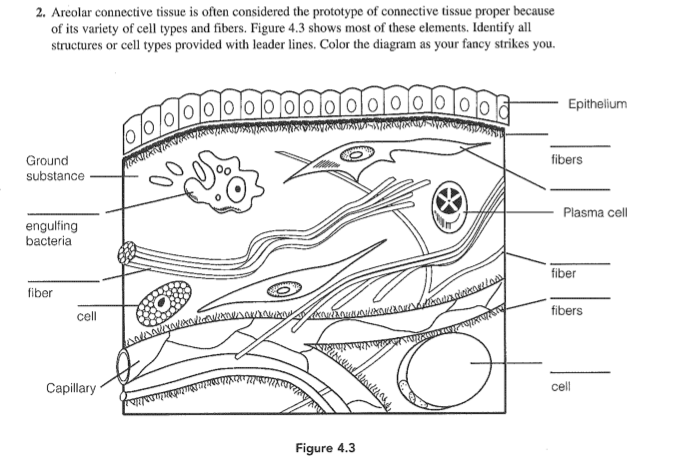 2. Areolar connective tissue is often considered the prototype of connective tissue proper because
of its variety of cell types and fibers. Figure 4.3 shows most of these elements. Identify all
structures or cell types provided with leader lines. Color the diagram as your fancy strikes you.
Epithelium
Ground
substance
fibers
Plasma cell
engulfing
bacteria
fiber
fiber
fibers
cell
Capillary
cell
Figure 4.3